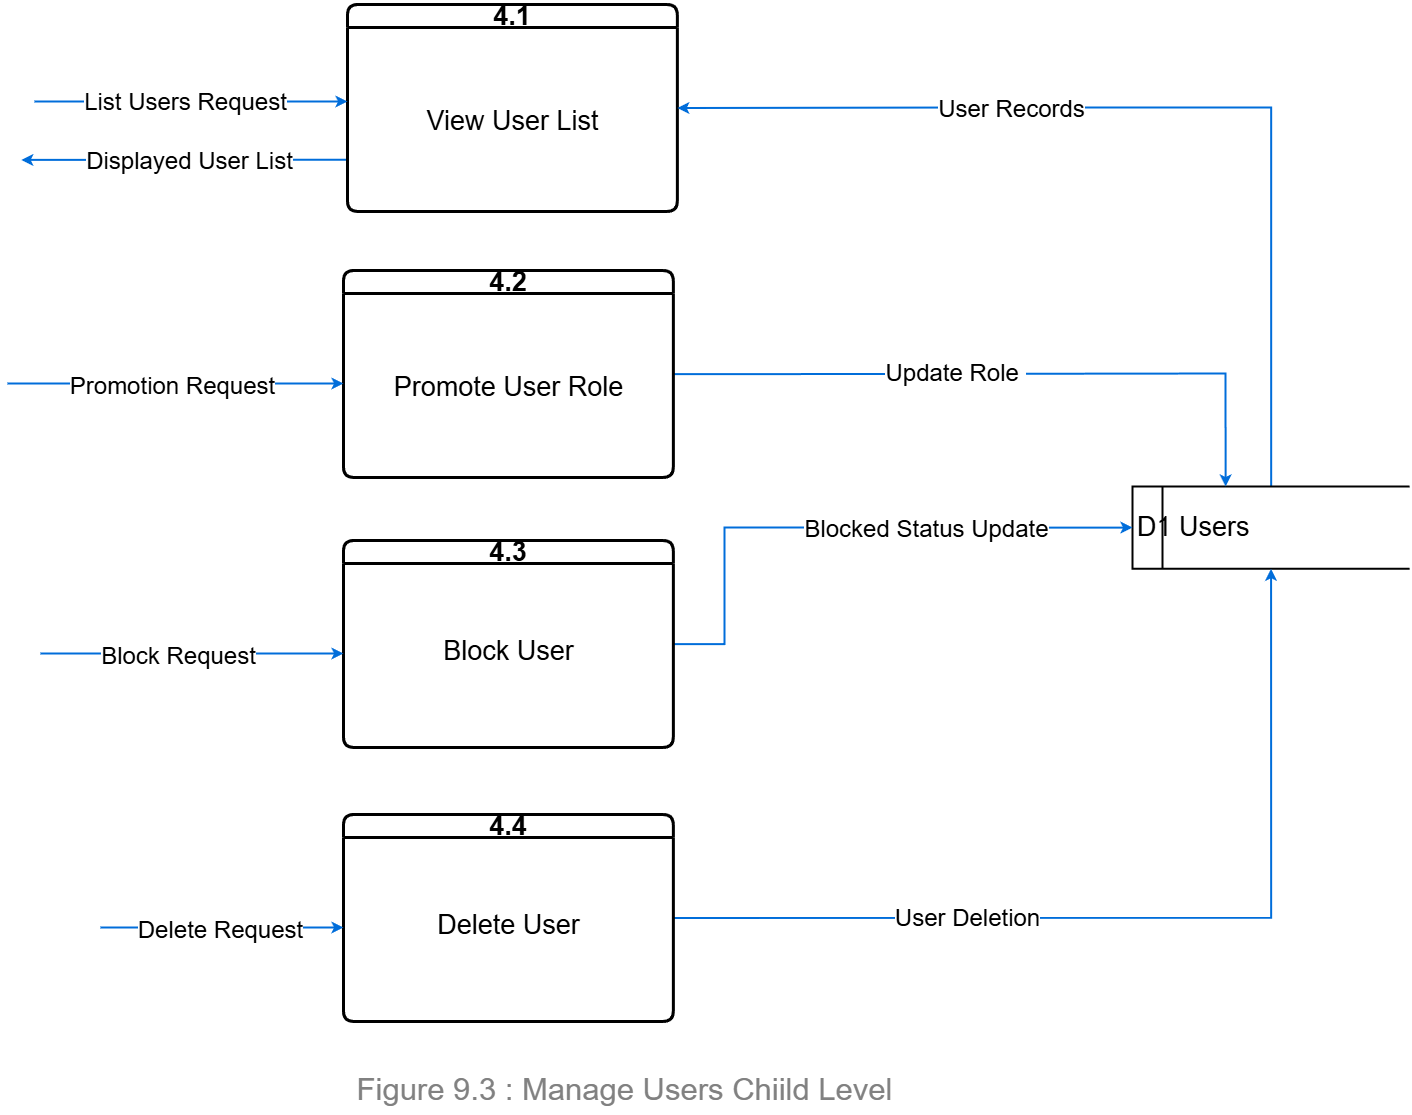 4.1
List Users Request
View User List
User Records
Displayed User List
4.2
Promotion Request
Promote User Role
Update Role
4.3
Blocked Status Update
D1 Users
Block Request
Block User
4.4
Delete Request
Delete User
User Deletion
Figure 9.3 : Manage Users Chiild Level